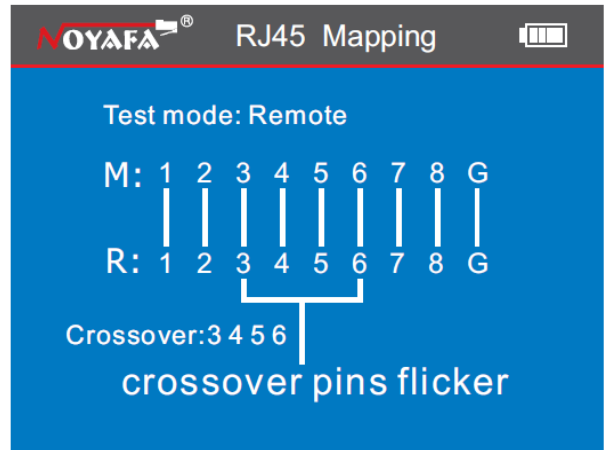 NOYAFA® RJ45 Mapping
Test mode: Remote
M: 1 2 3 4 5 6 7 8 G
R: 1 2 3 4 5 6 7 8 G
Crossover:3 4 5 6
crossover pins flicker